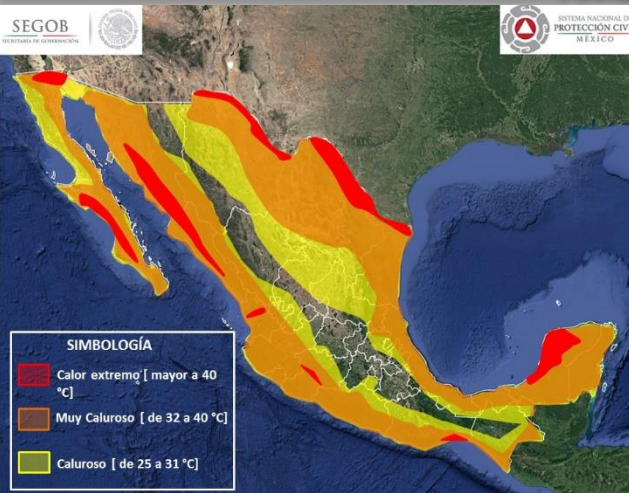 SEGOB
SECRETARÍA DE GOBERNACIÓN
SISTEMA NACIONAL DE
PROTECCIÓN CIV
MÉXICO
SIMBOLOGÍA
Calor extremo [ mayor a 40
°C]
Muy Caluroso [ de 32 a 40 °C]
Caluroso [ de 25 a 31 °C]